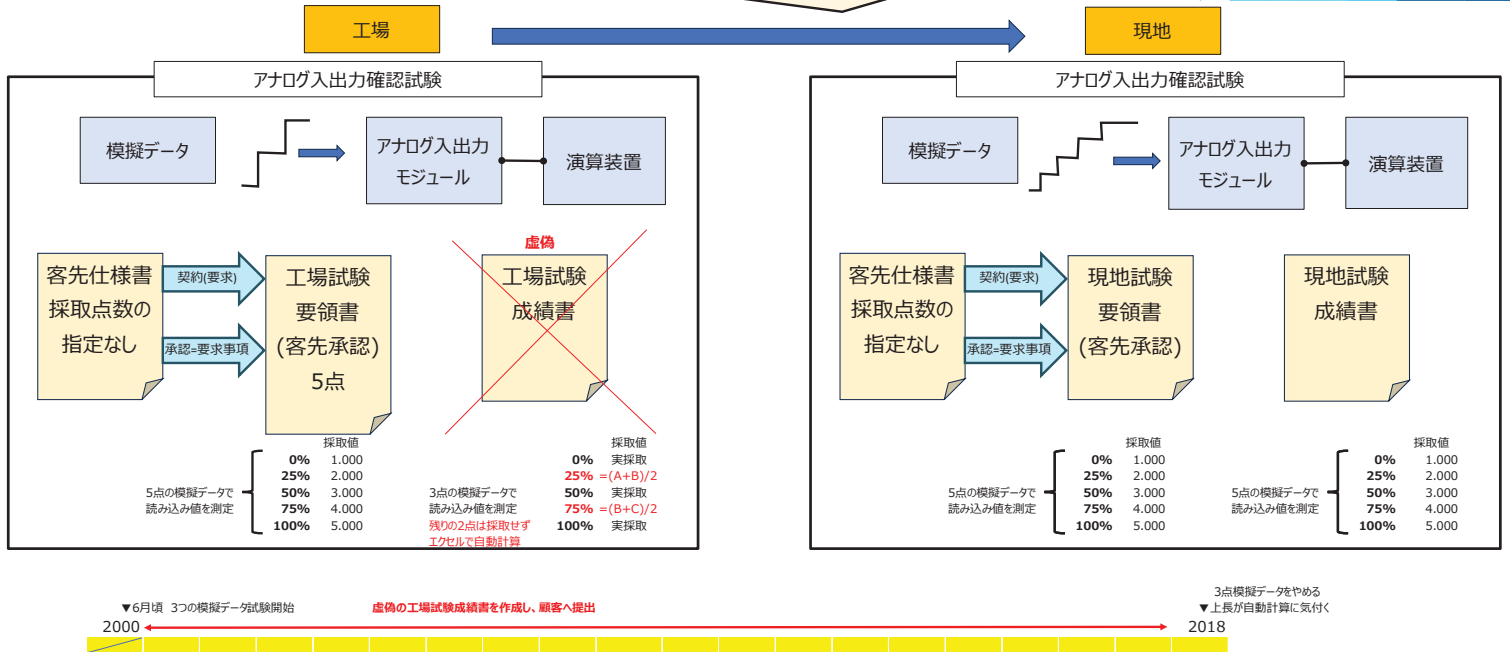 工場
現地
アナログ入出力確認試験
模擬データ
アナログ入出力
モジュール
演算装置
客先仕様書
採取点数の
指定なし
契約(要求)
承認=要求事項
工場試験
要領書
(客先承認)
5点
虚偽
工場試験
成績書
採取値
0% 1.000
25% 2.000
50% 3.000
75% 4.000
100% 5.000
5点の模擬データで
読み込み値を測定
採取値
0% 実採取
25% =(A+B)/2
50% 実採取
75% =(B+C)/2
100% 実採取
3点の模擬データで
読み込み値を測定
残りの2点は採取せず
エクセルで自動計算
アナログ入出力確認試験
模擬データ
アナログ入出力
モジュール
演算装置
客先仕様書
採取点数の
指定なし
契約(要求)
承認=要求事項
現地試験
要領書
(客先承認)
現地試験
成績書
採取値
0% 1.000
25% 2.000
50% 3.000
75% 4.000
100% 5.000
5点の模擬データで
読み込み値を測定
採取値
0% 1.000
25% 2.000
50% 3.000
75% 4.000
100% 5.000
5点の模擬データで
読み込み値を測定
▼6月頃 3つの模擬データ試験開始
虚偽の工場試験成績書を作成し、顧客へ提出
3点模擬データをやめる
▼上長が自動計算に気付く
2000
2018